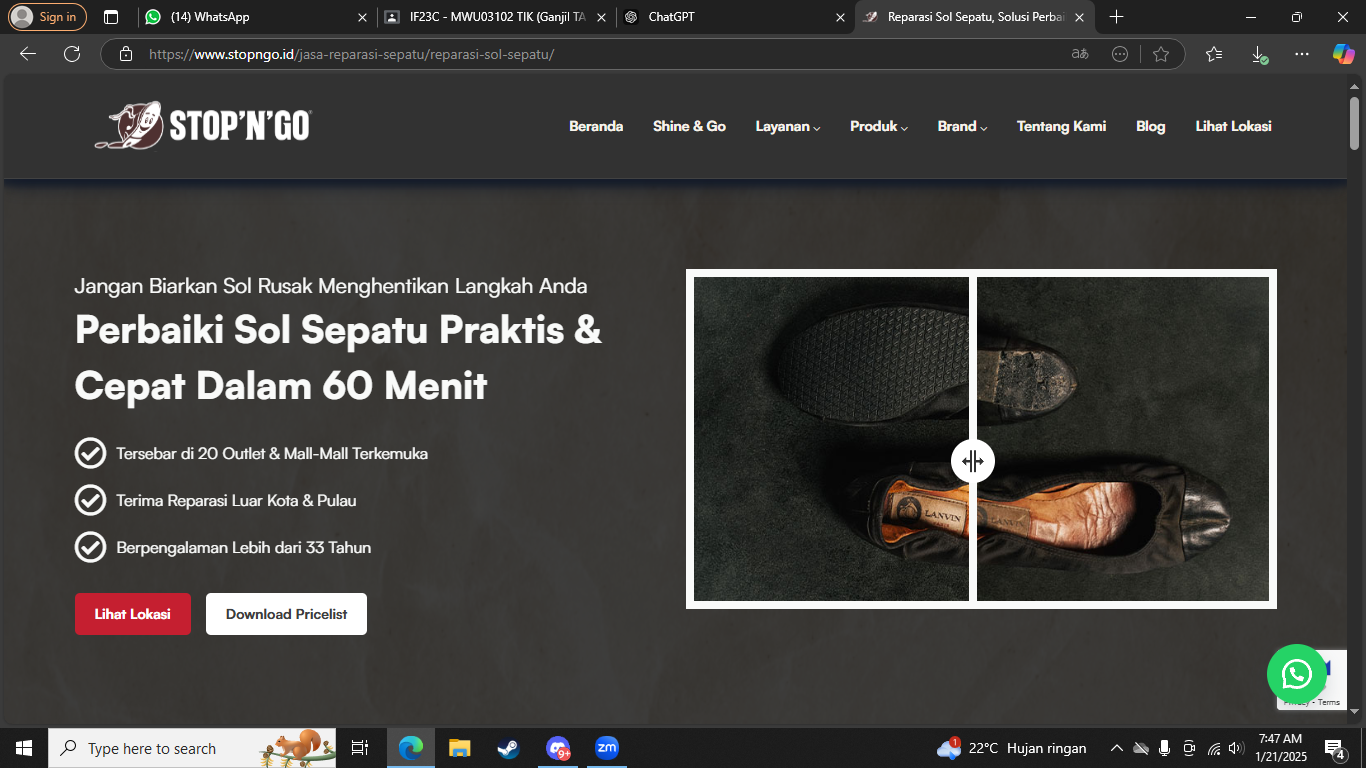 Sign in
(14) WhatsApp
IF23C - MWU03102 TIK (Ganjil TA
ChatGPT
Reparasi Sol Sepatu, Solusi Perbai
https://www.stopngo.id/jasa-reparasi-sepatu/reparasi-sol-sepatu/
STOP'N'GO
Beranda
Shine & Go
Layanan
Produk
Brand
Tentang Kami
Blog
Lihat Lokasi
Jangan Biarkan Sol Rusak Menghentikan Langkah Anda
Perbaiki Sol Sepatu Praktis &
Cepat Dalam 60 Menit
Tersebar di 20 Outlet & Mall-Mall Terkemuka
Terima Reparasi Luar Kota & Pulau
Berpengalaman Lebih dari 33 Tahun
Lihat Lokasi
Download Pricelist
LANVIN
LANVIN
Privacy - Terms
Type here to search
9+
zm
1
22°C Hujan ringan
7:47 AM
1/21/2025
4